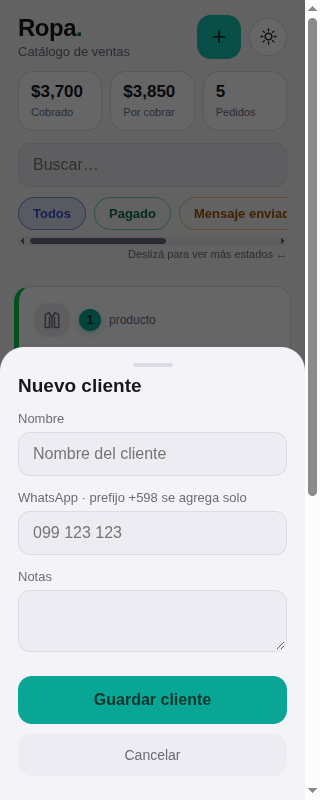 Ropa.
Catálogo de ventas
$3,700
Cobrado
$3,850
Por cobrar
5
Pedidos
Buscar…
Todos
Pagado
Mensaje enviad
Deslizá para ver más estados ↔
1 producto
Nuevo cliente
Nombre
Nombre del cliente
WhatsApp · prefijo +598 se agrega solo
099 123 123
Notas
Guardar cliente
Cancelar